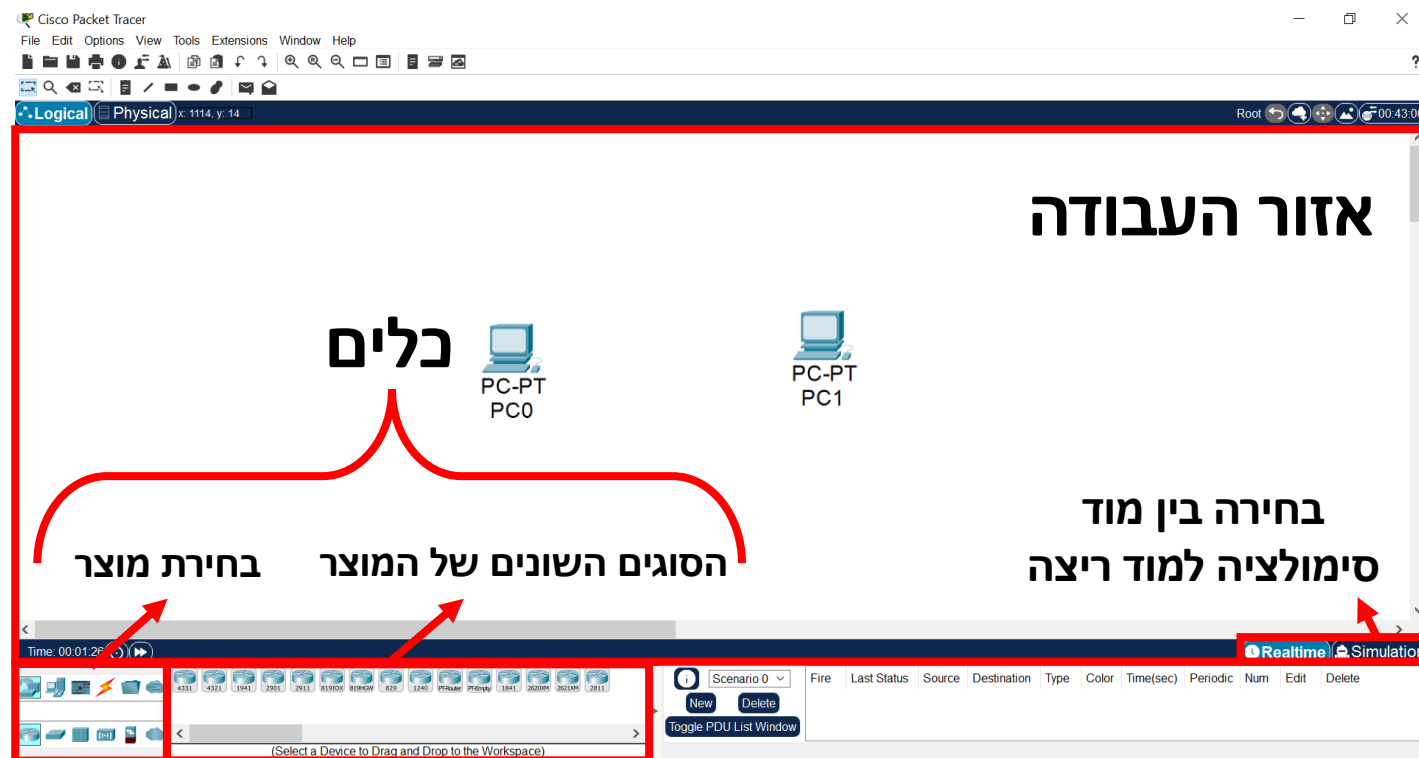 Cisco Packet Tracer
File Edit Options View Tools Extensions Window Help
?
Logical Physical x: 1114, y: 14 Root 00:43:00
אזור העבודה
כלים
PC-PT
PC0
PC-PT
PC1
בחירה בין מוד
סימולציה למוד ריצה
בחירת מוצר
הסוגים השונים של המוצר
Time: 00:01:26 Realtime Simulation
4331 4321 1941 2901 2911 819IOX 819HGW 829 1240 PT-Router PT-Empty 1841 2620XM 2621XM 2811
(Select a Device to Drag and Drop to the Workspace)
Scenario 0
New Delete
Toggle PDU List Window
Fire Last Status Source Destination Type Color Time(sec) Periodic Num Edit Delete